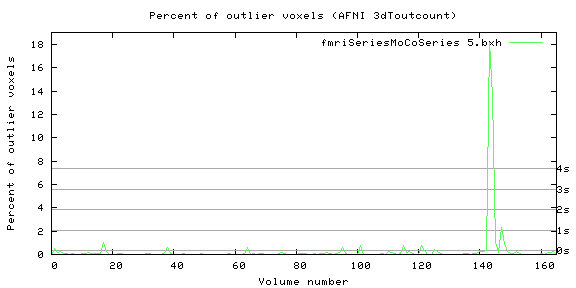 Percent of outlier voxels (AFNI 3dToutcount)
fmriSeriesMoCoSeries 5.bxh
Percent of outlier voxels
18
16
14
12
10
8
6
4
2
0
4s
3s
2s
1s
0s
0 20 40 60 80 100 120 140 160
Volume number